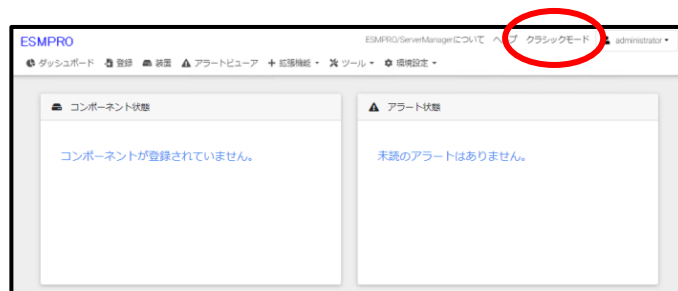 ESMPRO
ESMPRO/ServerManagerについて ヘルプ クラシックモード administrator
ダッシュボード 登録 装置 アラートビューア 拡張機能 ツール 環境設定
コンポーネント状態
アラート状態
コンポーネントが登録されていません。
未読のアラートはありません。